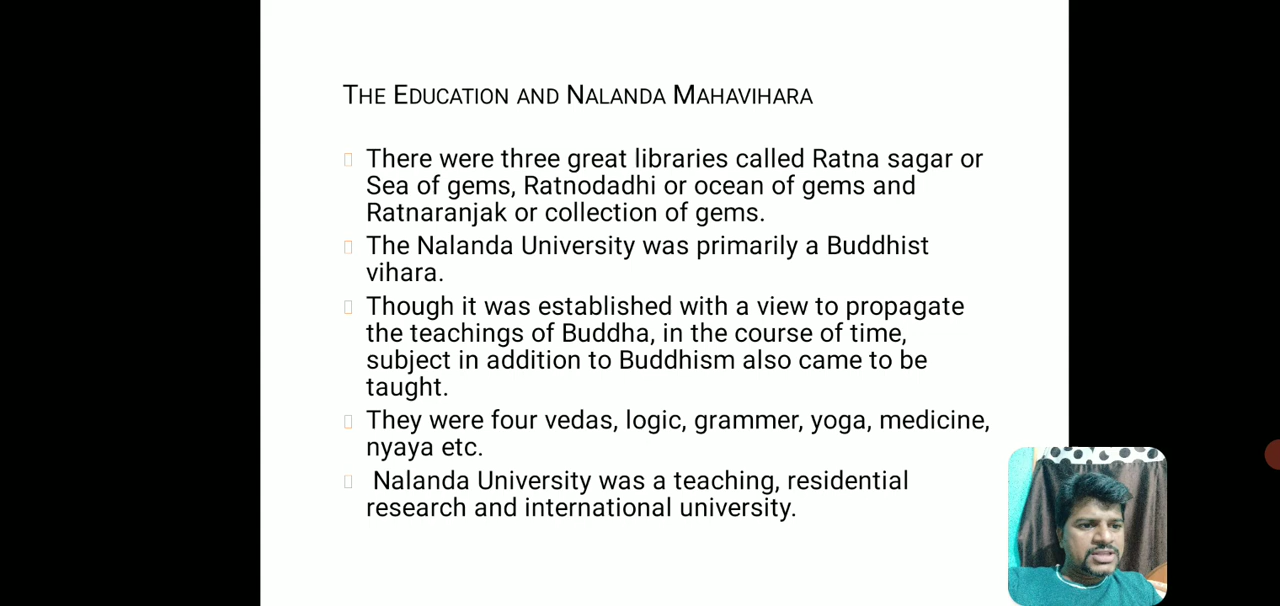 THE EDUCATION AND NALANDA MAHAVIHARA
There were three great libraries called Ratna sagar or
Sea of gems, Ratnodadhi or ocean of gems and
Ratnaranjak or collection of gems.
The Nalanda University was primarily a Buddhist
vihara.
Though it was established with a view to propagate
the teachings of Buddha, in the course of time,
subject in addition to Buddhism also came to be
taught.
They were four vedas, logic, grammer, yoga, medicine,
nyaya etc.
Nalanda University was a teaching, residential
research and international university.